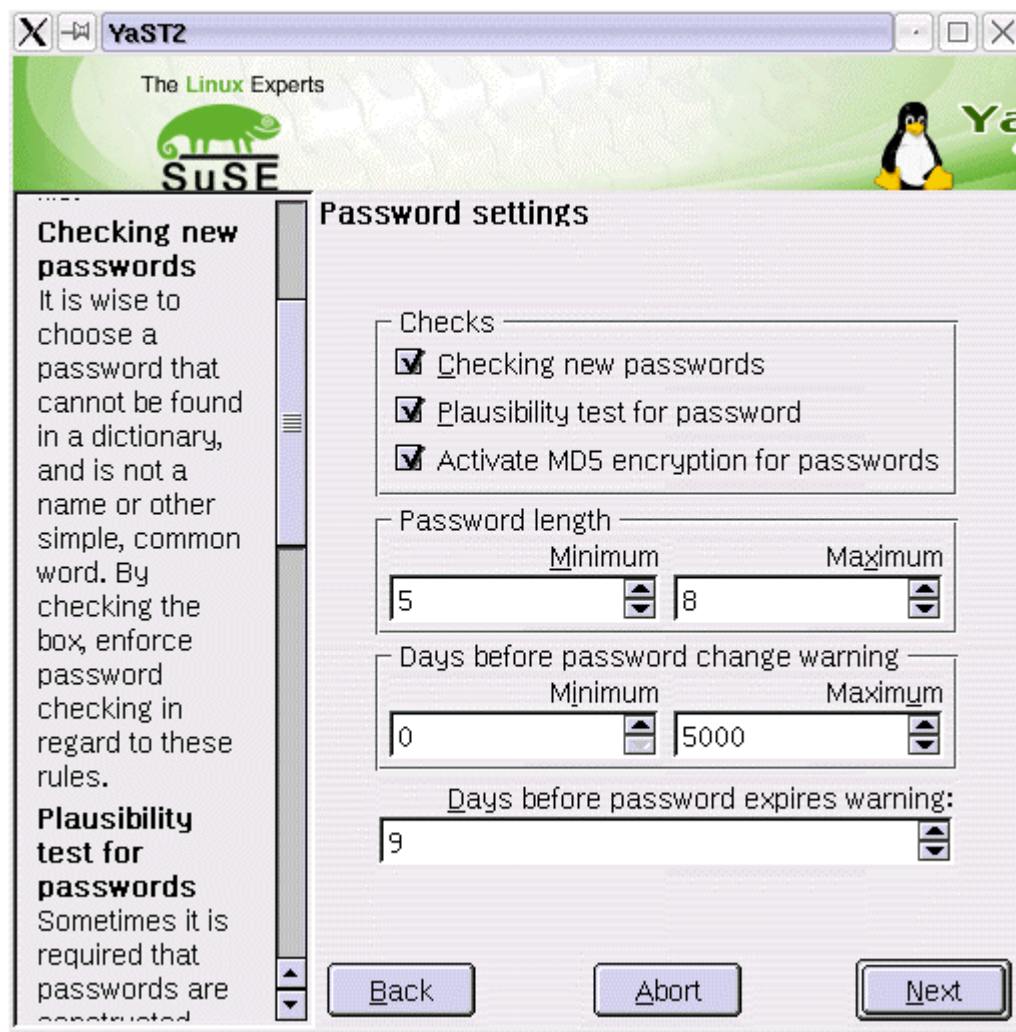 YaST2
The Linux Experts
SuSE
Ya
Checking new
passwords
It is wise to
choose a
password that
cannot be found
in a dictionary,
and is not a
name or other
simple, common
word. By
checking the
box, enforce
password
checking in
regard to these
rules.
Plausibility
test for
passwords
Sometimes it is
required that
passwords are
constructed
Password settings
Checks
Checking new passwords
Plausibility test for password
Activate MD5 encryption for passwords
Password length
Minimum Maximum
5 8
Days before password change warning
Minimum Maximum
0 5000
Days before password expires warning:
9
Back Abort Next